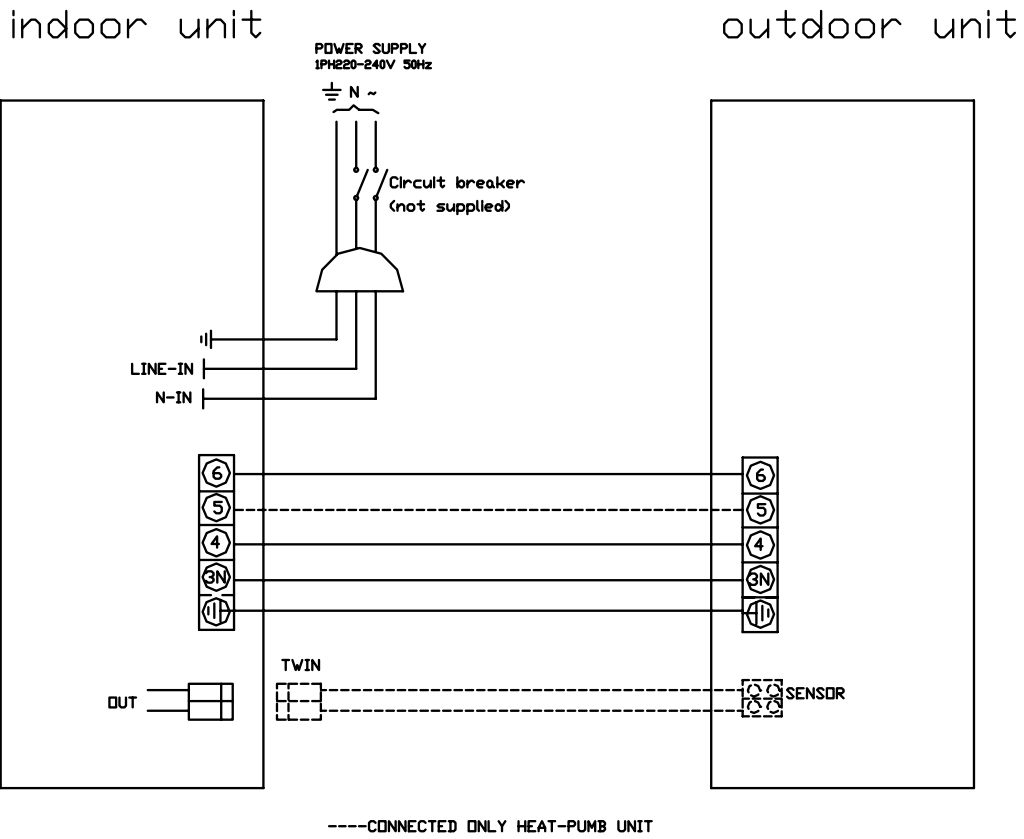 indoor unit
outdoor unit
POWER SUPPLY
1PH220-240V 50Hz
N ~
Circuit breaker
(not supplied)
LINE-IN
N-IN
6
6
5
5
4
4
3N
3N
TWIN
OUT
SENSOR
----CONNECTED ONLY HEAT-PUMB UNIT